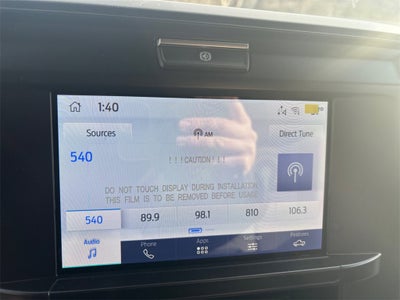 1:40
Sources
AM
Direct Tune
540
! ! ! CAUTION ! ! !
DO NOT TOUCH DISPLAY DURING INSTALLATION
THIS FILM IS TO BE REMOVED BEFORE USAGE
540 89.9 98.1 810 106.3
Audio Phone Apps Settings Features